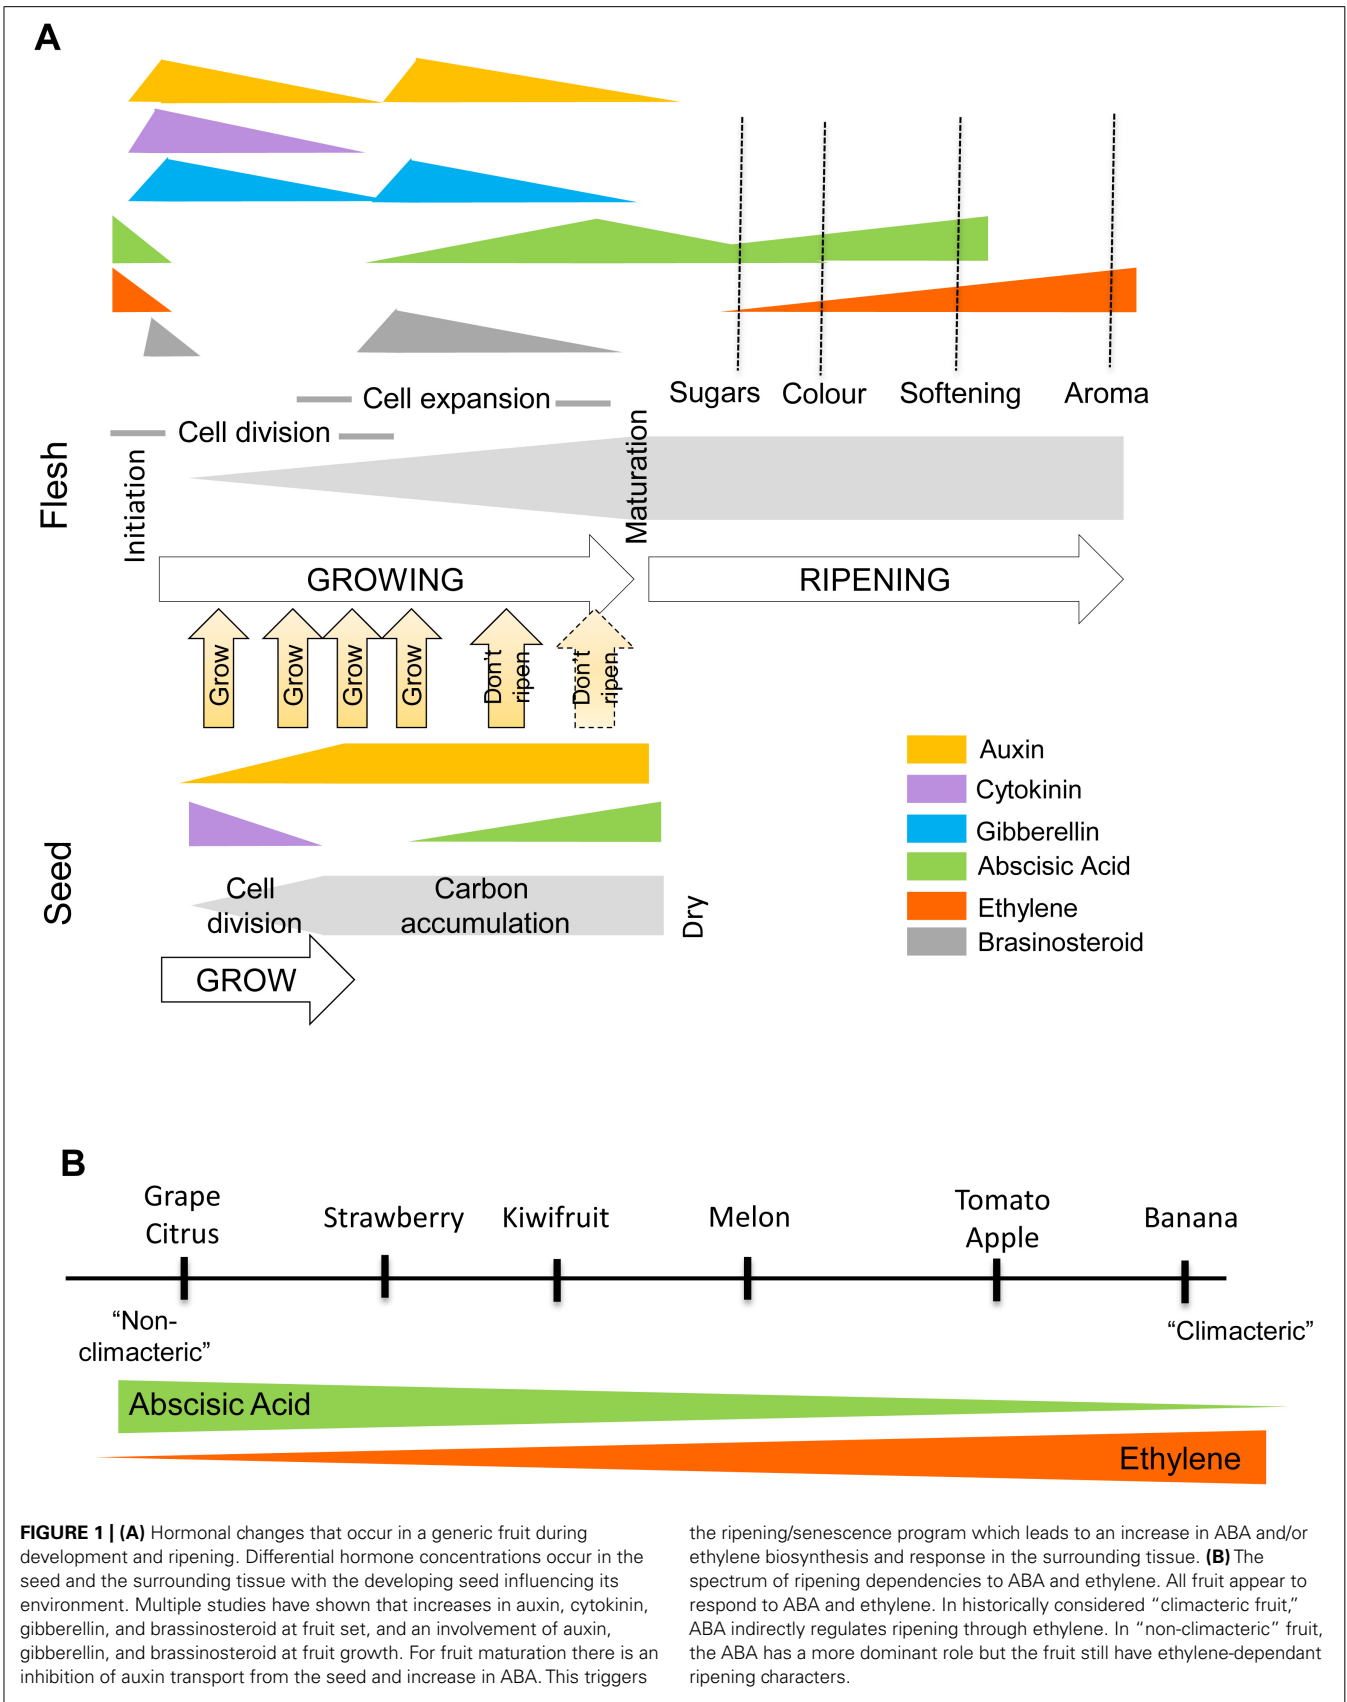 A
Sugars
Colour
Softening
Aroma
Cell expansion
Cell division
Flesh
Initiation
Maturation
GROWING
RIPENING
Grow
Grow
Grow
Grow
Don't
ripen
Don't
ripen
Auxin
Cytokinin
Gibberellin
Abscisic Acid
Ethylene
Brasinosteroid
Seed
Cell
division
Carbon
accumulation
Dry
GROW
B
Grape
Citrus
Strawberry
Kiwifruit
Melon
Tomato
Apple
Banana
“Non-
climacteric”
“Climacteric”
Abscisic Acid
Ethylene
FIGURE 1 | (A) Hormonal changes that occur in a generic fruit during
development and ripening. Differential hormone concentrations occur in the
seed and the surrounding tissue with the developing seed influencing its
environment. Multiple studies have shown that increases in auxin, cytokinin,
gibberellin, and brassinosteroid at fruit set, and an involvement of auxin,
gibberellin, and brassinosteroid at fruit growth. For fruit maturation there is an
inhibition of auxin transport from the seed and increase in ABA. This triggers
the ripening/senescence program which leads to an increase in ABA and/or
ethylene biosynthesis and response in the surrounding tissue. (B) The
spectrum of ripening dependencies to ABA and ethylene. All fruit appear to
respond to ABA and ethylene. In historically considered “climacteric fruit,”
ABA indirectly regulates ripening through ethylene. In “non-climacteric” fruit,
the ABA has a more dominant role but the fruit still have ethylene-dependant
ripening characters.